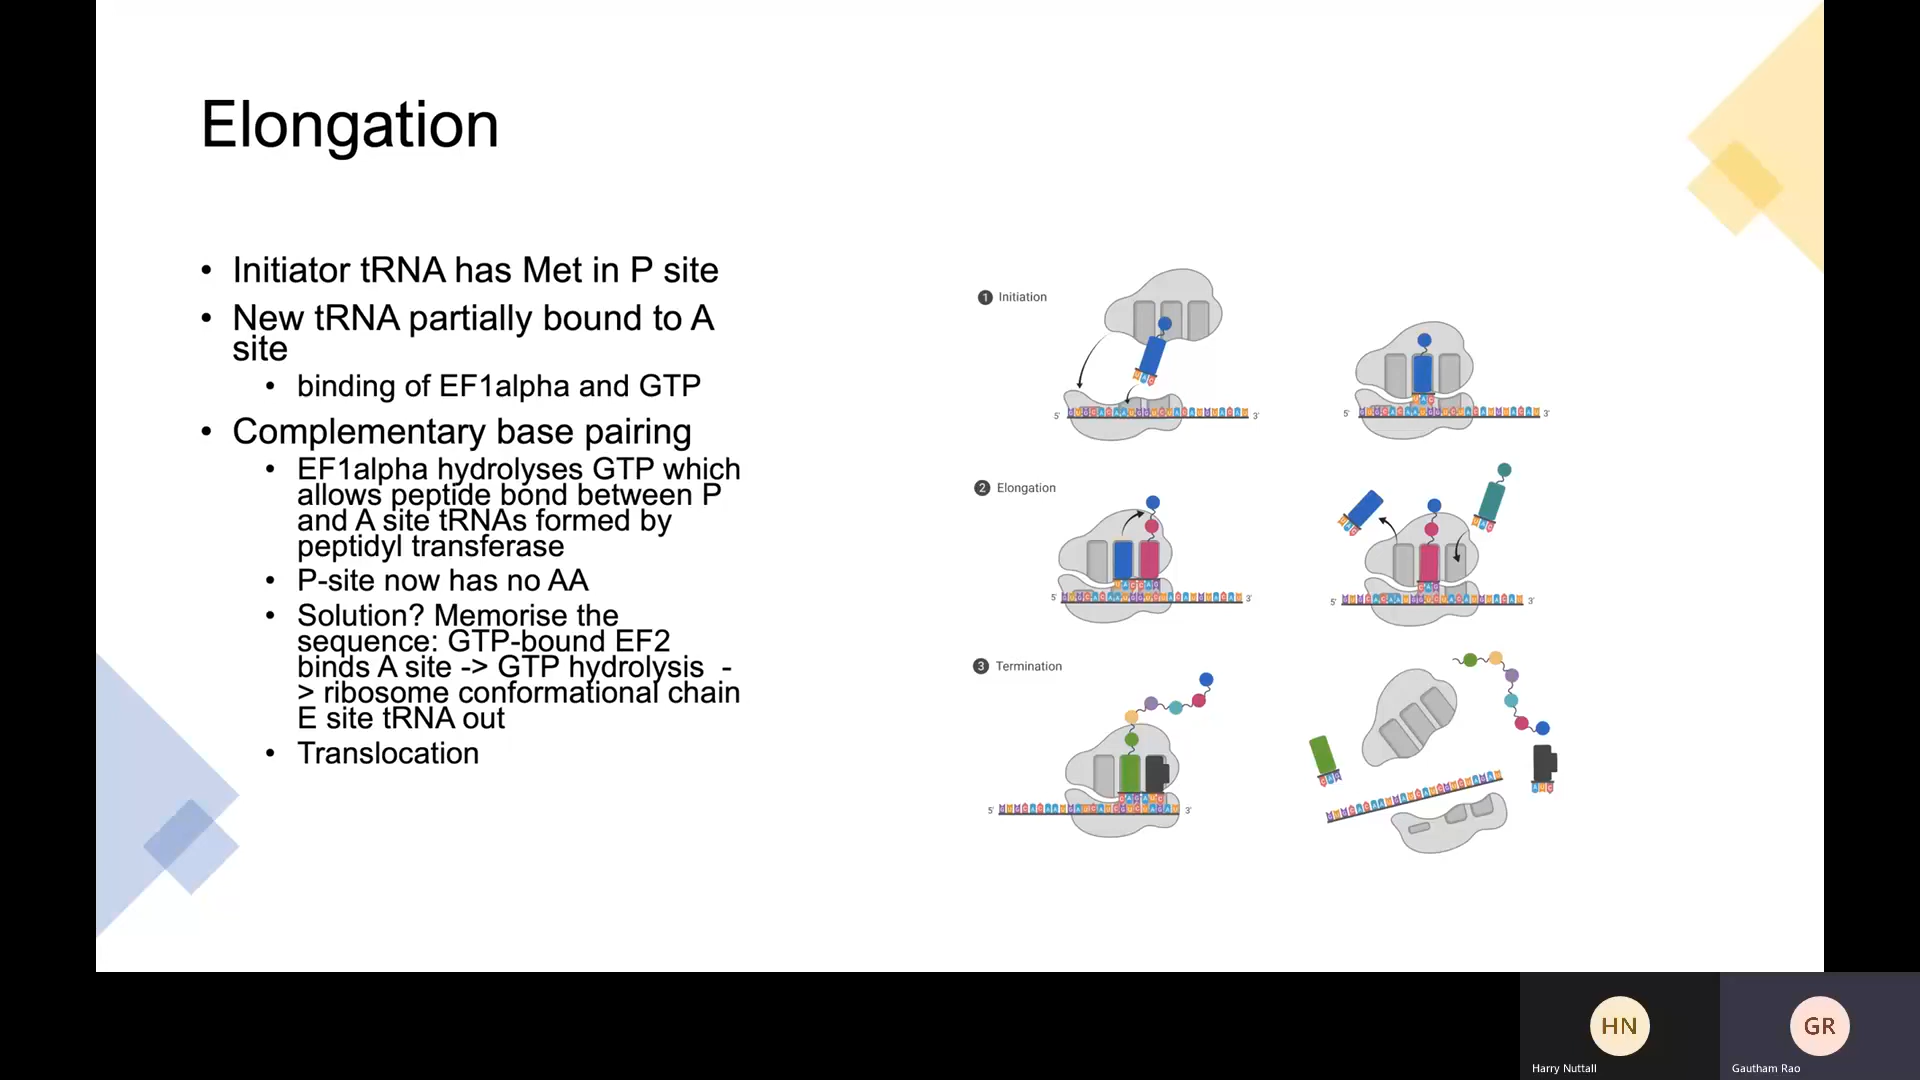 Elongation
• Initiator tRNA has Met in P site
• New tRNA partially bound to A
site
• binding of EF1alpha and GTP
• Complementary base pairing
• EF1alpha hydrolyses GTP which
allows peptide bond between P
and A site tRNAs formed by
peptidyl transferase
• P-site now has no AA
• Solution? Memorise the
sequence: GTP-bound EF2
binds A site -> GTP hydrolysis -
> ribosome conformational chain
E site tRNA out
• Translocation
1 Initiation
5' 3'
5' 3'
2 Elongation
5' 3'
5' 3'
3 Termination
5' 3'
HN
Harry Nuttall
GR
Gautham Rao